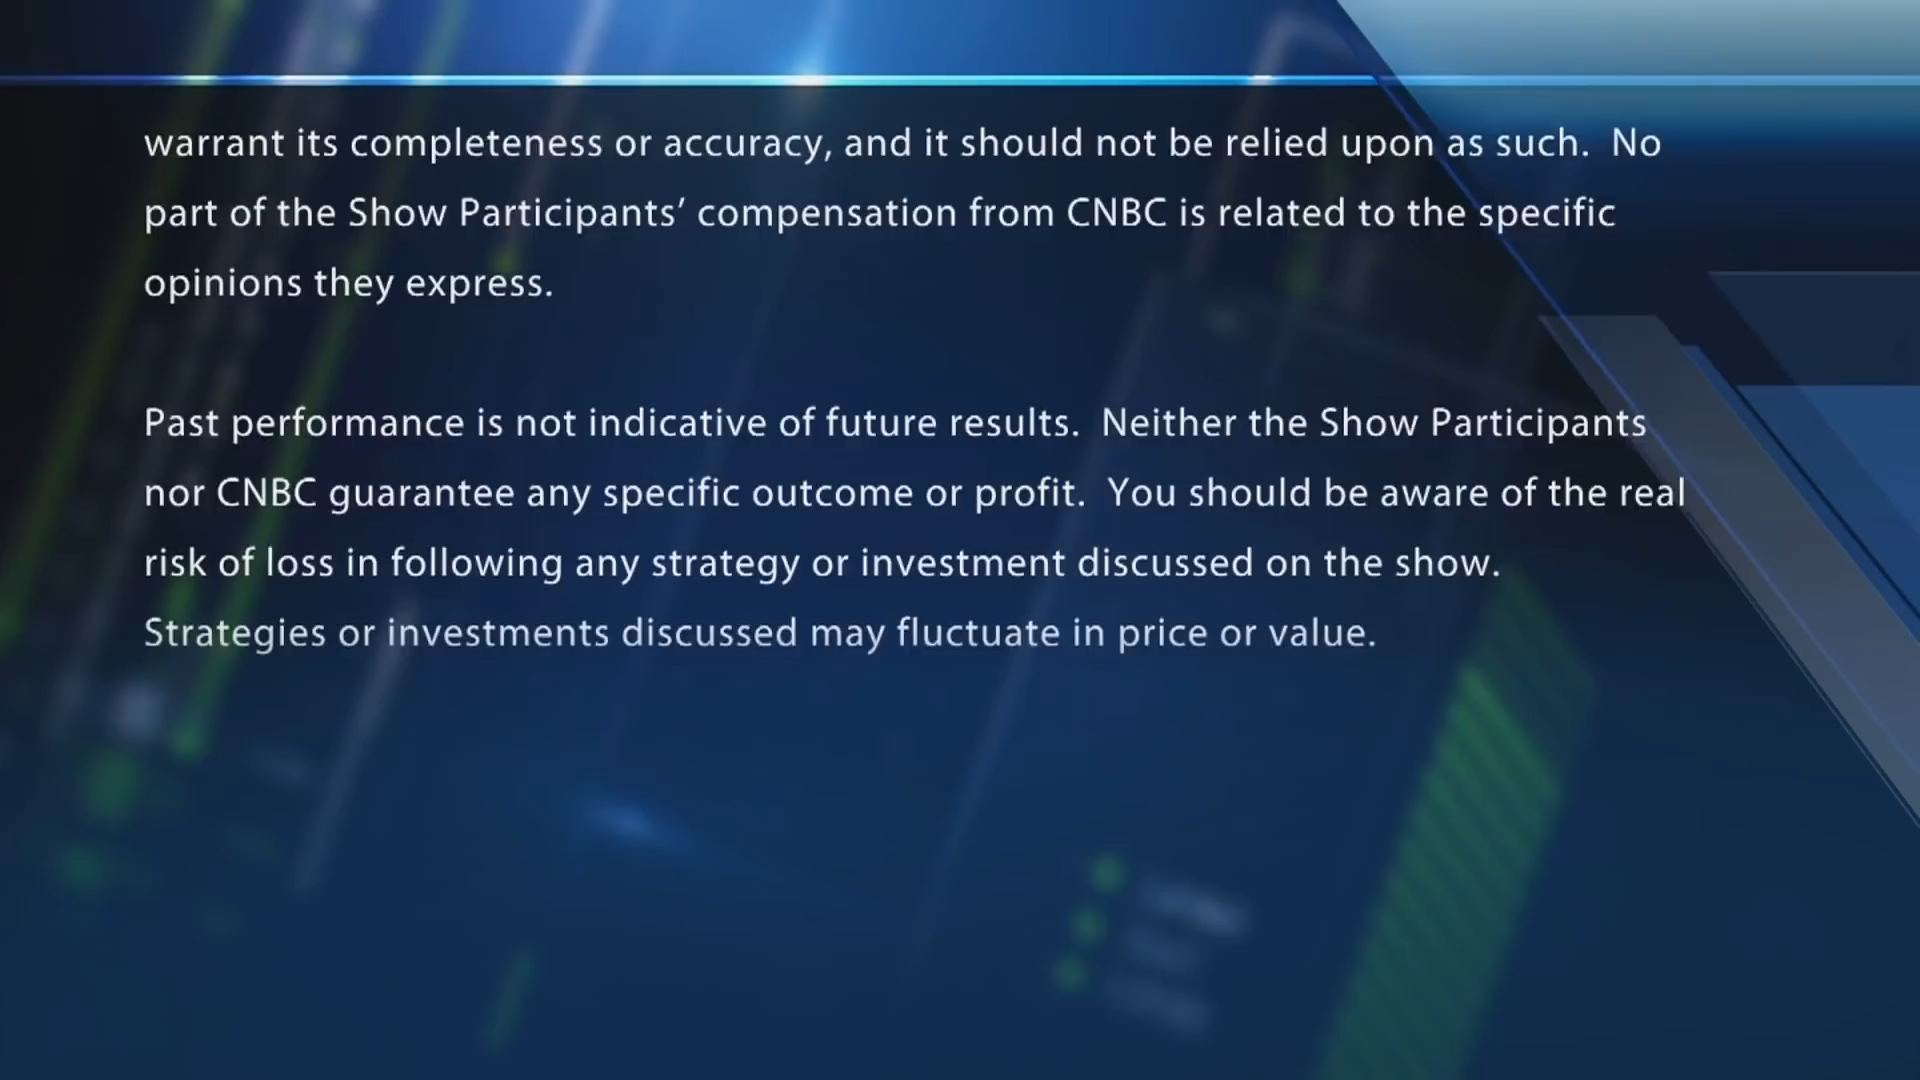 warrant its completeness or accuracy, and it should not be relied upon as such.  No
part of the Show Participants’ compensation from CNBC is related to the specific
opinions they express.
Past performance is not indicative of future results.  Neither the Show Participants
nor CNBC guarantee any specific outcome or profit.  You should be aware of the real
risk of loss in following any strategy or investment discussed on the show.
Strategies or investments discussed may fluctuate in price or value.